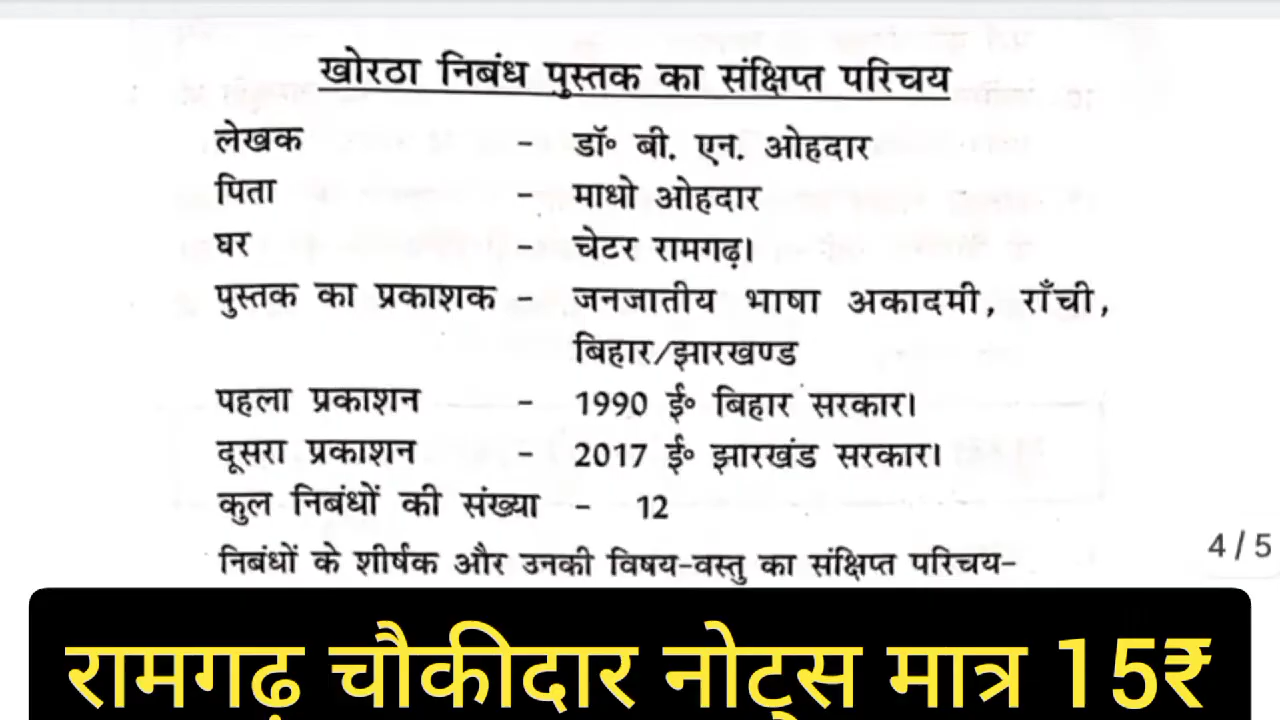 खोरठा निबंध पुस्तक का संक्षिप्त परिचय
लेखक - डॉ॰ बी. एन. ओहदार
पिता - माधो ओहदार
घर - चेटर रामगढ़।
पुस्तक का प्रकाशक - जनजातीय भाषा अकादमी, राँची,
बिहार/झारखण्ड
पहला प्रकाशन - 1990 ई॰ बिहार सरकार।
दूसरा प्रकाशन - 2017 ई॰ झारखंड सरकार।
कुल निबंधों की संख्या - 12
4/5
निबंधों के शीर्षक और उनकी विषय-वस्तु का संक्षिप्त परिचय-
रामगढ़ चौकीदार नोट्स मात्र 15₹